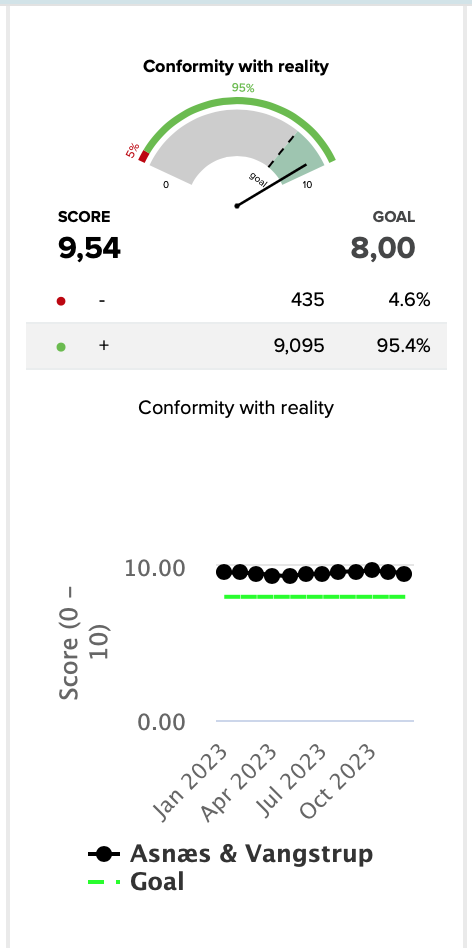 Conformity with reality
95%
5%
goal
0
10
SCORE
GOAL
9,54
8,00
-
435
4.6%
+
9,095
95.4%
Conformity with reality
10.00
Score (0 –
10)
0.00
Jan 2023
Apr 2023
Jul 2023
Oct 2023
Asnæs & Vangstrup
Goal